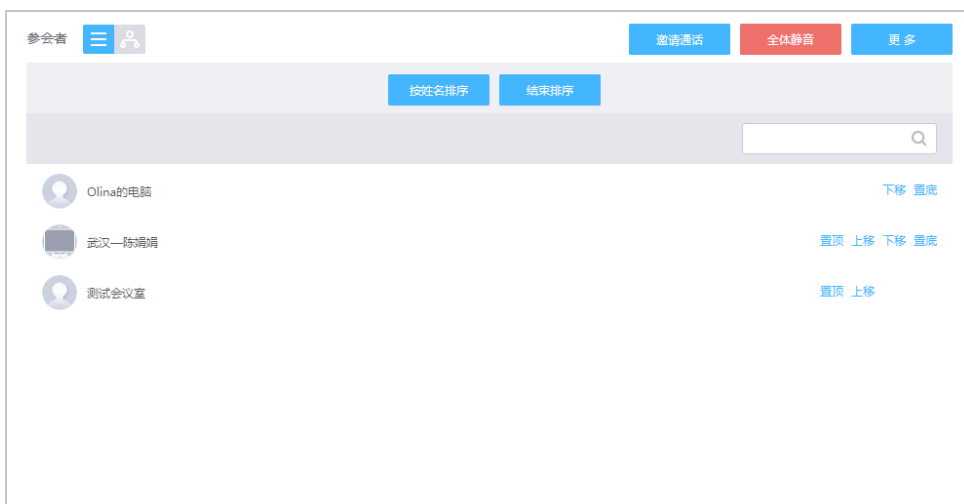 参会者 邀请通话 全体静音 更多
按姓名排序 结束排序
Olina的电脑 下移 置底
武汉—陈娟娟 置顶 上移 下移 置底
测试会议室 置顶 上移